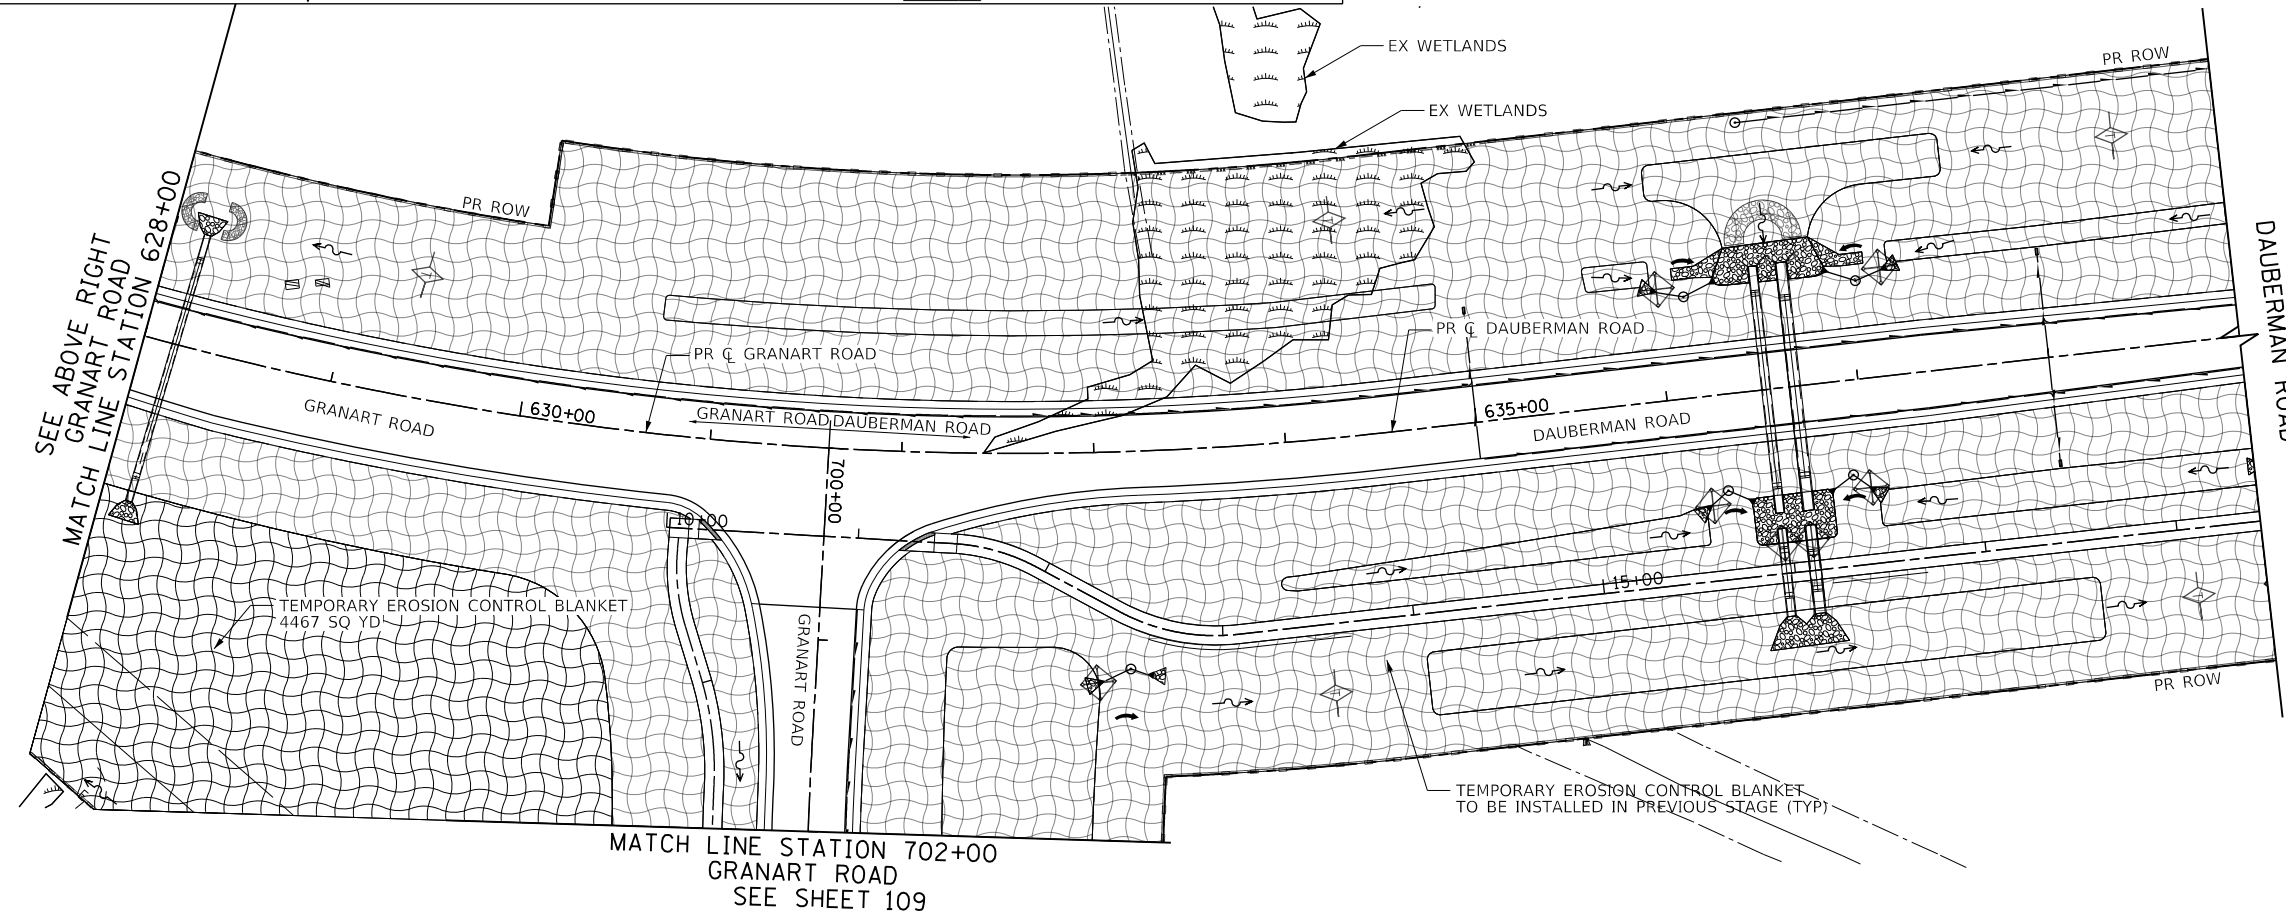 EX WETLANDS
EX WETLANDS
PR ROW
PR ROW
SEE ABOVE RIGHT
GRANART ROAD
MATCH LINE STATION 628+00
DAUBERMAN ROAD
PR ℄ GRANART ROAD
PR ℄ DAUBERMAN ROAD
GRANART ROAD
630+00
GRANART ROAD
DAUBERMAN ROAD
635+00
DAUBERMAN ROAD
700+00
10+00
15+00
TEMPORARY EROSION CONTROL BLANKET
4467 SQ YD
GRANART ROAD
PR ROW
TEMPORARY EROSION CONTROL BLANKET
TO BE INSTALLED IN PREVIOUS STAGE (TYP)
MATCH LINE STATION 702+00
GRANART ROAD
SEE SHEET 109